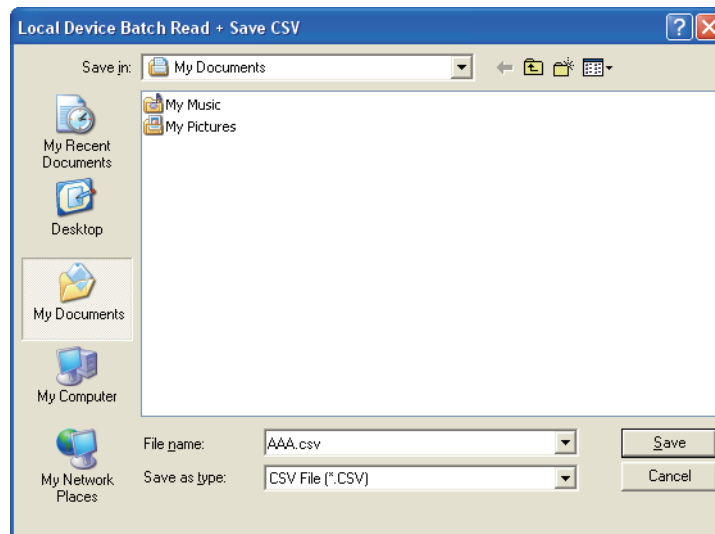 Local Device Batch Read + Save CSV
Save in:
My Documents
My Music
My Pictures
My Recent
Documents
Desktop
My Documents
My Computer
My Network
Places
File name:
AAA.csv
Save
Save as type:
CSV File (*.CSV)
Cancel